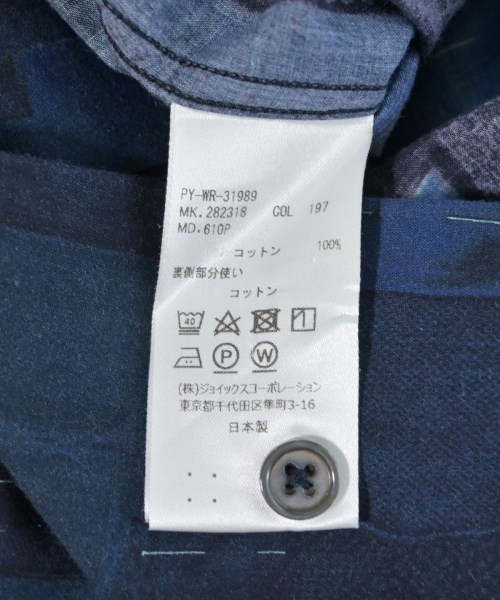 PY-WR-31989
MK.282318 COL 197
MD.610P
コットン 100%
裏側部分使い
コットン
40
P W
(株)ジョイックスコーポレーション
東京都千代田区隼町3-16
日本製